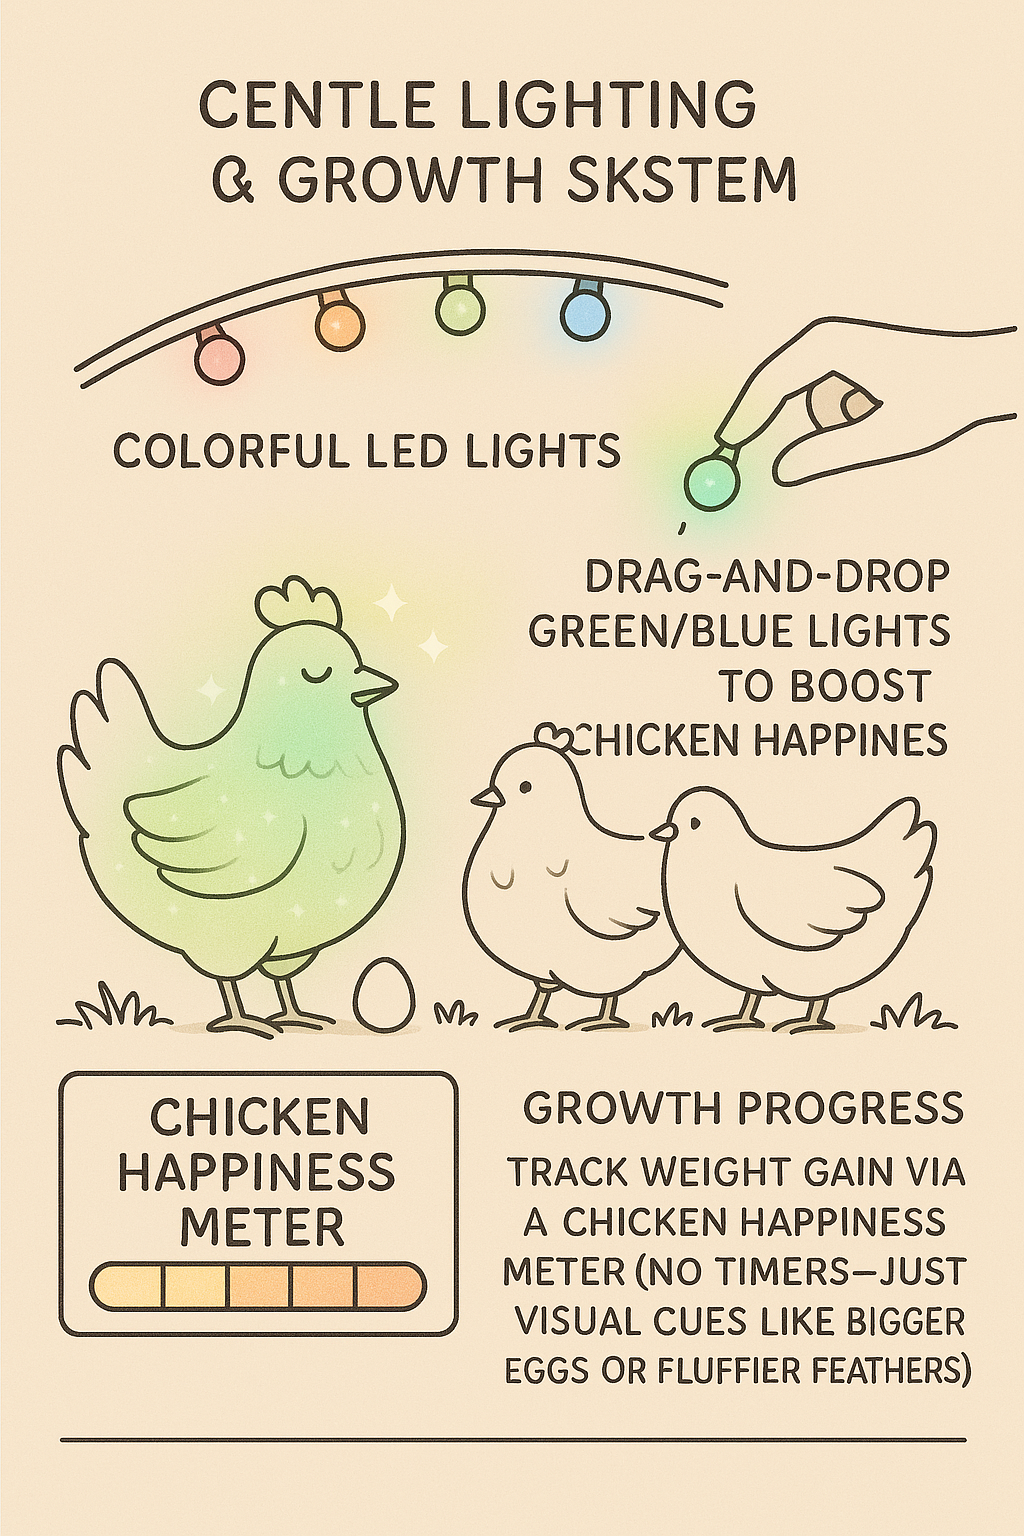 CENTLE LIGHTING
& GROWTH SKSTEM
COLORFUL LED LIGHTS
DRAG-AND-DROP
GREEN/BLUE LIGHTS
TO BOOST
CHICKEN HAPPINES
CHICKEN
HAPPINESS
METER
GROWTH PROGRESS
TRACK WEIGHT GAIN VIA
A CHICKEN HAPPINESS
METER (NO TIMERS–JUST
VISUAL CUES LIKE BIGGER
EGGS OR FLUFFIER FEATHERS)